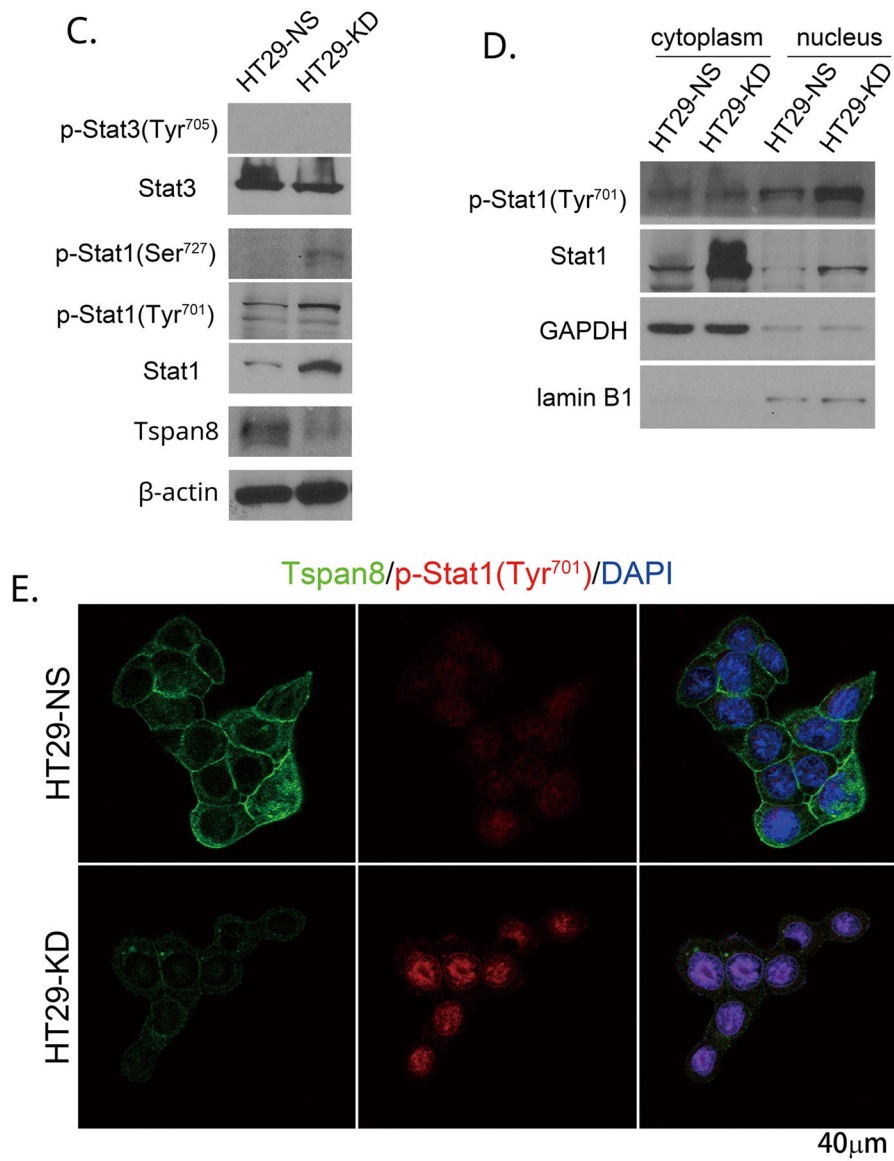 C.
HT29-NS
HT29-KD
p-Stat3(Tyr⁷⁰⁵)
Stat3
p-Stat1(Ser⁷²⁷)
p-Stat1(Tyr⁷⁰¹)
Stat1
Tspan8
β-actin
D.
cytoplasm nucleus
HT29-NS
HT29-KD
HT29-NS
HT29-KD
p-Stat1(Tyr⁷⁰¹)
Stat1
GAPDH
lamin B1
E.
Tspan8/p-Stat1(Tyr⁷⁰¹)/DAPI
HT29-NS
HT29-KD
40μm